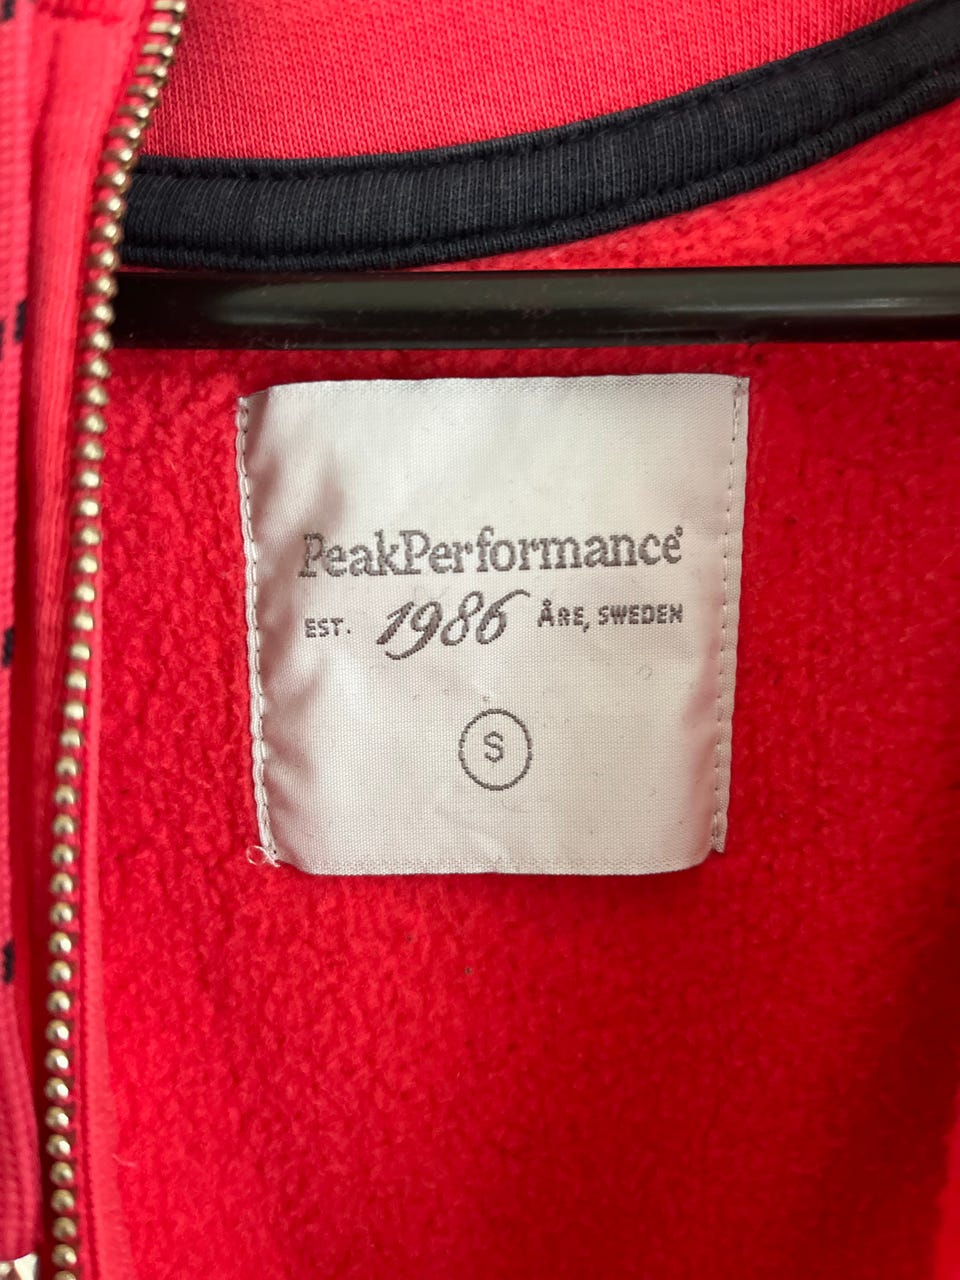 PeakPerformance®
EST. 1986 ÅRE, SWEDEN
S